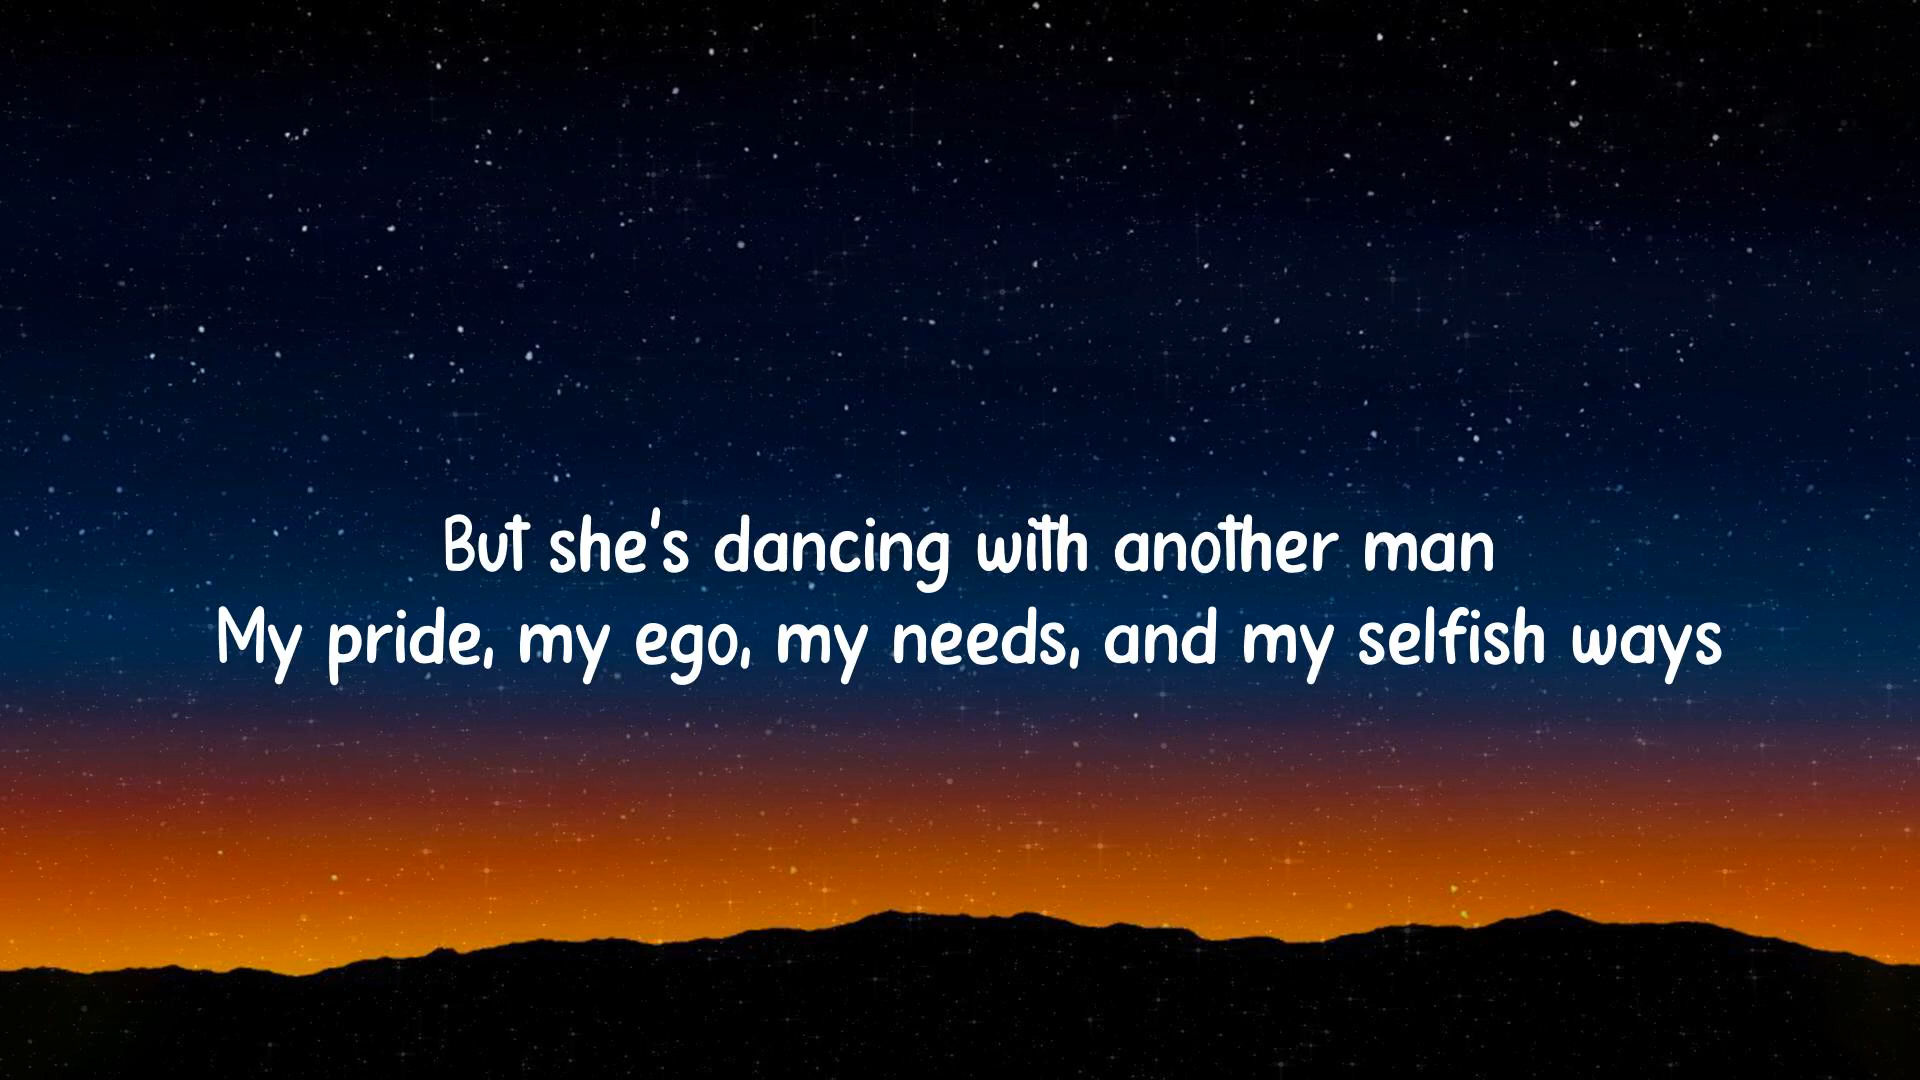 But she's dancing with another man
My pride, my ego, my needs, and my selfish ways